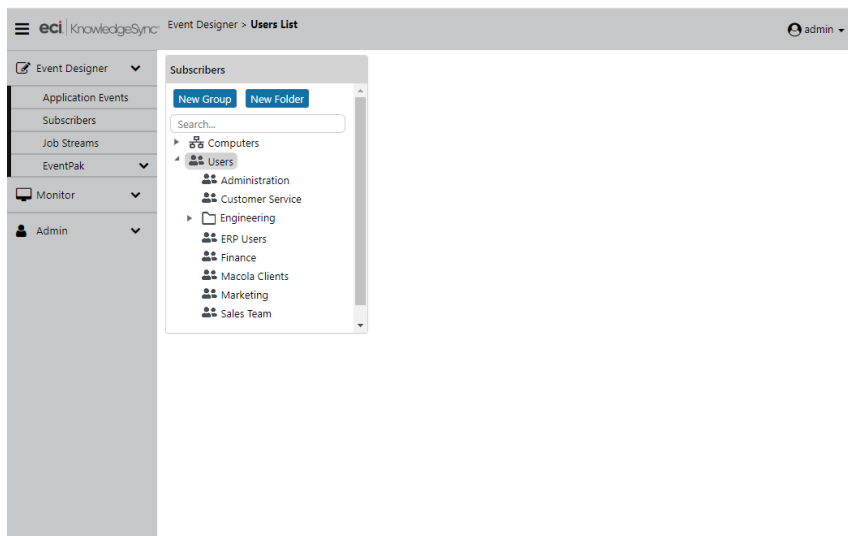 eci KnowledgeSync
Event Designer > Users List
admin
Event Designer
Application Events
Subscribers
Job Streams
EventPak
Monitor
Admin
Subscribers
New Group New Folder
Search...
Computers
Users
Administration
Customer Service
Engineering
ERP Users
Finance
Macola Clients
Marketing
Sales Team